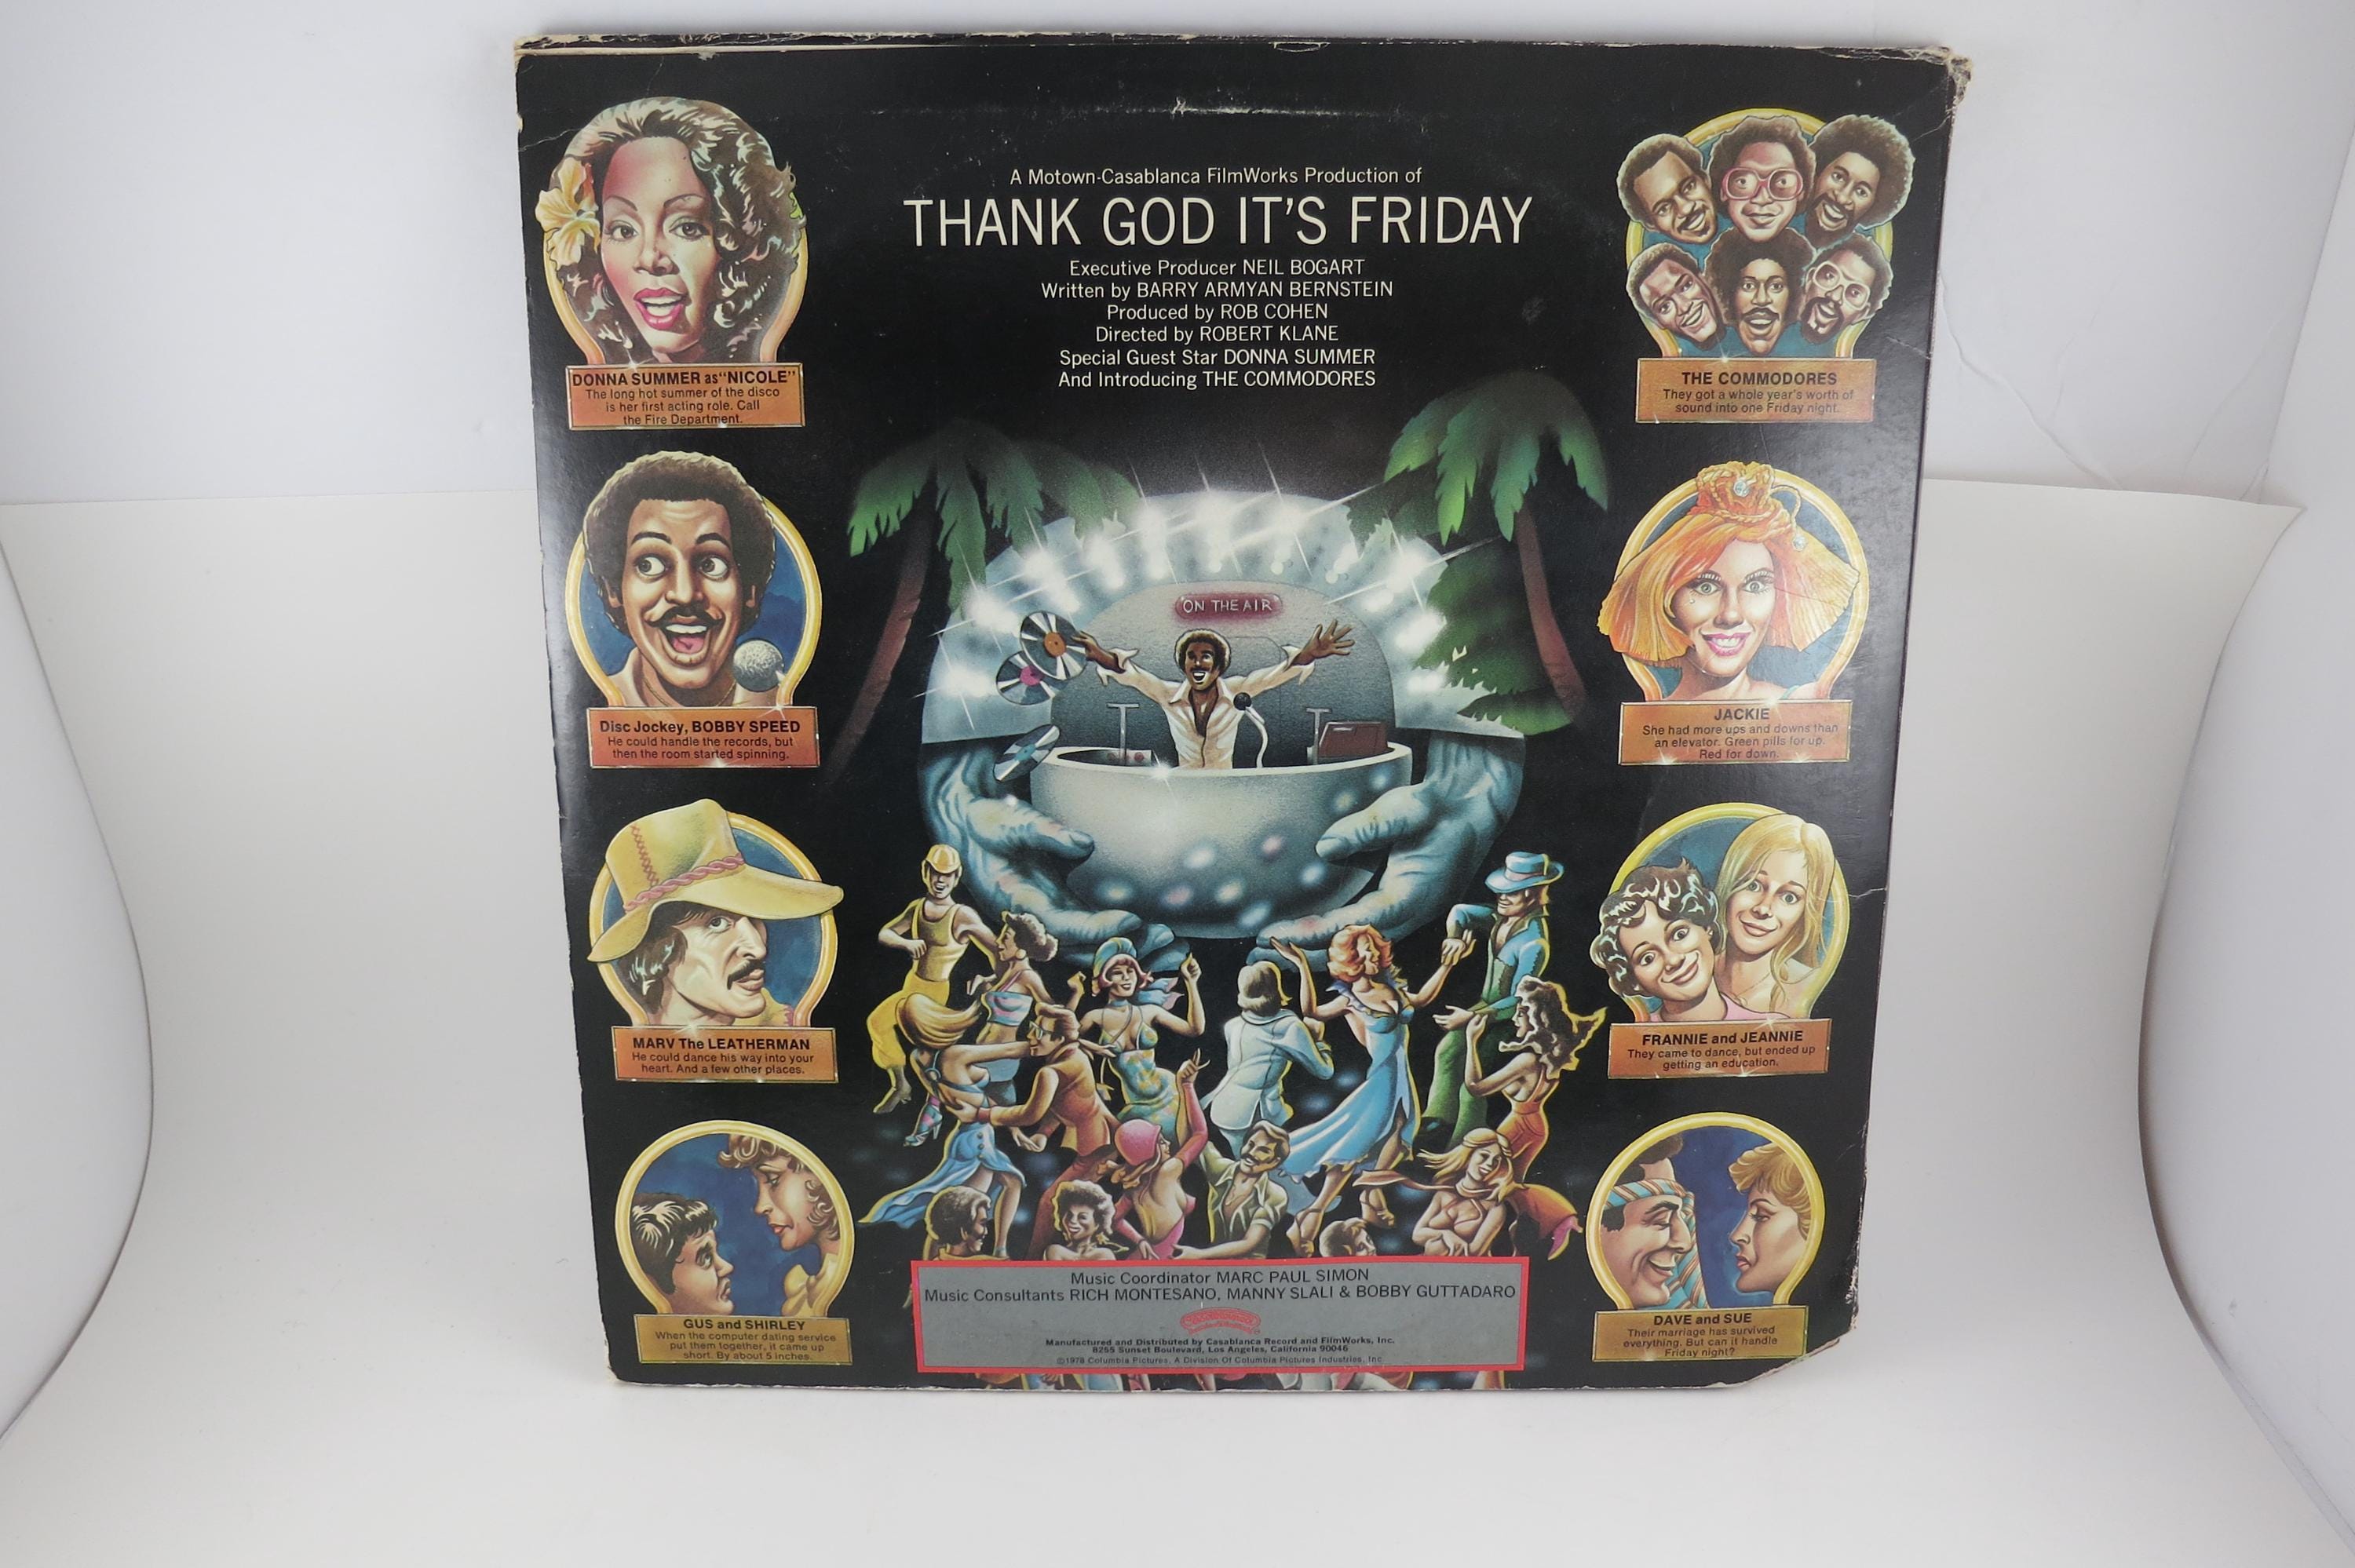 A Motown-Casablanca FilmWorks Production of
THANK GOD IT'S FRIDAY
Executive Producer NEIL BOGART
Written by BARRY ARMYAN BERNSTEIN
Produced by ROB COHEN
Directed by ROBERT KLANE
Special Guest Star DONNA SUMMER
And Introducing THE COMMODORES
DONNA SUMMER as "NICOLE"
The long hot summer of the disco
is her first acting role. Call
the Fire Department.
Disc Jockey, BOBBY SPEED
He could handle the records, but
then the room started spinning.
MARV The LEATHERMAN
He could dance his way into your
heart. And a few other places.
GUS and SHIRLEY
When the computer dating service
put them together, it came up
short. By about 5 inches.
ON THE AIR
THE COMMODORES
They got a whole year's worth of
sound into one Friday night.
JACKIE
She had more ups and downs than
an elevator. Green pills for up.
Red for down.
FRANNIE and JEANNIE
They came to dance, but ended up
getting an education.
DAVE and SUE
Their marriage has survived
everything. But can it handle
Friday night?
Music Coordinator MARC PAUL SIMON
Music Consultants RICH MONTESANO, MANNY SLALI & BOBBY GUTTADARO
Manufactured and Distributed by Casablanca Record and FilmWorks, Inc.
8255 Sunset Boulevard, Los Angeles, California 90046
©1978 Columbia Pictures, A Division Of Columbia Pictures Industries, Inc